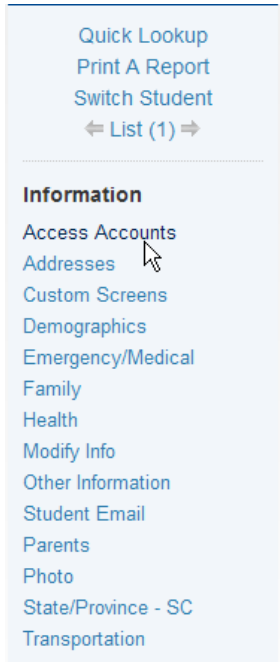 Quick Lookup
Print A Report
Switch Student
⇐ List (1) ⇒
Information
Access Accounts
Addresses
Custom Screens
Demographics
Emergency/Medical
Family
Health
Modify Info
Other Information
Student Email
Parents
Photo
State/Province - SC
Transportation